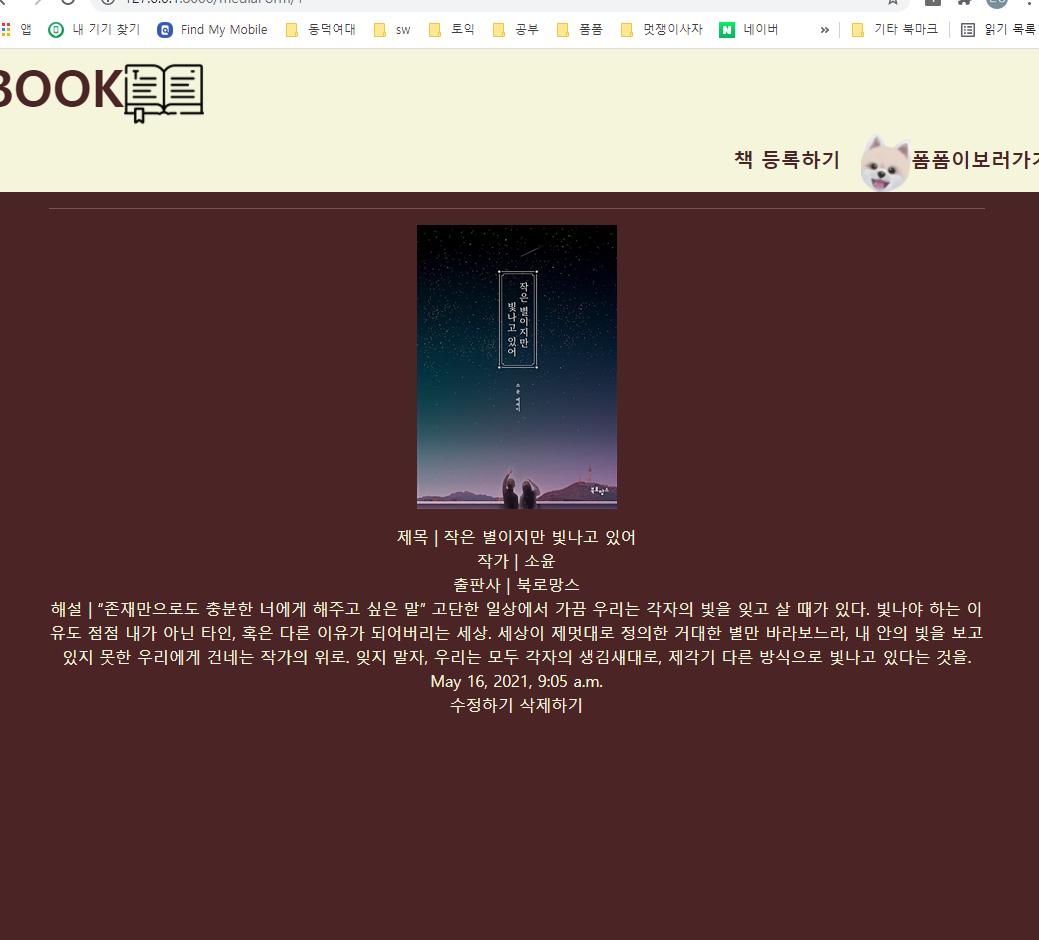 앱 내 기기 찾기 Find My Mobile 동덕여대 sw 토익 공부 폼폼 멋쟁이사자 네이버 » 기타 북마크 읽기 목록
BOOK
책 등록하기 폼폼이보러가기
작은 별이지만
빛나고 있어
소윤 에세이
북로망스
제목 | 작은 별이지만 빛나고 있어
작가 | 소윤
출판사 | 북로망스
해설 | “존재만으로도 충분한 너에게 해주고 싶은 말” 고단한 일상에서 가끔 우리는 각자의 빛을 잊고 살 때가 있다. 빛나야 하는 이
유도 점점 내가 아닌 타인, 혹은 다른 이유가 되어버리는 세상. 세상이 제멋대로 정의한 거대한 별만 바라보느라, 내 안의 빛을 보고
있지 못한 우리에게 건네는 작가의 위로. 잊지 말자, 우리는 모두 각자의 생김새대로, 제각기 다른 방식으로 빛나고 있다는 것을.
May 16, 2021, 9:05 a.m.
수정하기 삭제하기